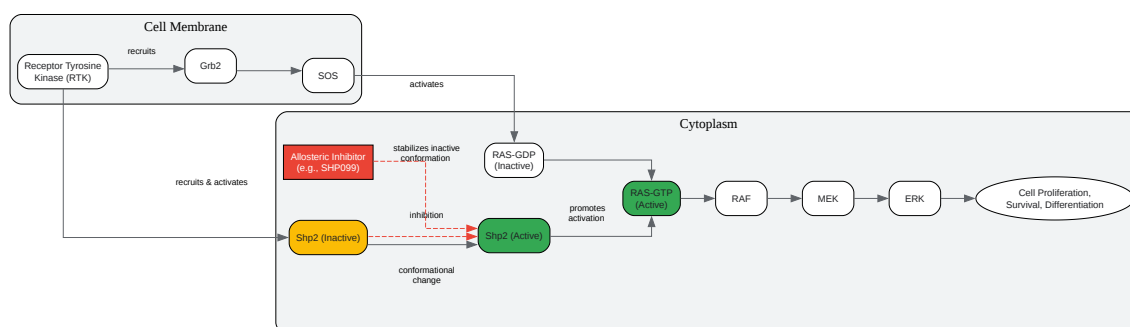 Cell Membrane
recruits
Receptor Tyrosine
Kinase (RTK)
Grb2
SOS
activates
Cytoplasm
Allosteric Inhibitor
(e.g., SHP099)
stabilizes inactive
conformation
RAS-GDP
(Inactive)
recruits & activates
RAS-GTP
(Active)
RAF
MEK
ERK
Cell Proliferation,
Survival, Differentiation
inhibition
promotes
activation
Shp2 (Inactive)
Shp2 (Active)
conformational
change